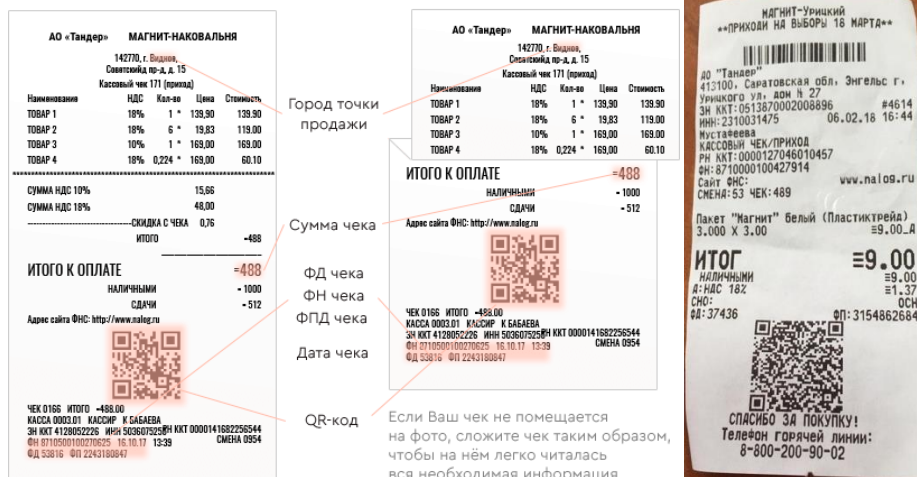 АО «Тандер» МАГНИТ-НАКОВАЛЬНЯ
142770, г. Видное,
Советскийд пр-д, д. 15
Кассовый чек 171 (приход)
Наименование НДС Кол-во Цена Стоимость
ТОВАР 1 18% 1 * 139,90 139.90
ТОВАР 2 18% 6 * 19,83 119.00
ТОВАР 3 10% 1 * 169,00 169.00
ТОВАР 4 18% 0,224 * 169,00 60.10
СУММА НДС 10% 15,66
СУММА НДС 18% 48,00
СКИДКА С ЧЕКА 0,76
ИТОГО =488
ИТОГО К ОПЛАТЕ =488
НАЛИЧНЫМИ = 1000
СДАЧИ = 512
Адрес сайта ФНС: http://www.nalog.ru
ЧЕК 0166 ИТОГО =488.00
КАССА 0003.01 КАССИР К БАБАЕВА
ЗН ККТ 4128052226 ИНН 5036075256 РН ККТ 0000141682256544
ФН 8710500100270625 16.10.17 13:39 СМЕНА 0954
ФД 53816 ФП 2243180847
Город точки
продажи
Сумма чека
ФД чека
ФН чека
ФПД чека
Дата чека
QR-код
АО «Тандер» МАГНИТ-НАКОВАЛЬНЯ
142770, г. Видное,
Советскийд пр-д, д. 15
Кассовый чек 171 (приход)
Наименование НДС Кол-во Цена Стоимость
ТОВАР 1 18% 1 * 139,90 139.90
ТОВАР 2 18% 6 * 19,83 119.00
ТОВАР 3 10% 1 * 169,00 169.00
ТОВАР 4 18% 0,224 * 169,00 60.10
ИТОГО К ОПЛАТЕ =488
НАЛИЧНЫМИ = 1000
СДАЧИ = 512
Адрес сайта ФНС: http://www.nalog.ru
ЧЕК 0166 ИТОГО =488.00
КАССА 0003.01 КАССИР К БАБАЕВА
ЗН ККТ 4128052226 ИНН 5036075256 РН ККТ 0000141682256544
ФН 8710500100270625 16.10.17 13:39 СМЕНА 0954
ФД 53816 ФП 2243180847
Если Ваш чек не помещается
на фото, сложите чек таким образом,
чтобы на нём легко читалась
вся необходимая информация
МАГНИТ-Урицкий
**ПРИХОДИ НА ВЫБОРЫ 18 МАРТА**
АО "Тандер"
413100, Саратовская обл, Энгельс г,
Урицкого ул, дом № 27
ЗН ККТ:0513870002008896 #4614
ИНН:2310031475 06.02.18 16:44
Мустафеева
КАССОВЫЙ ЧЕК/ПРИХОД
РН ККТ:0000127046010457
ФН:8710000100427914
Сайт ФНС: www.nalog.ru
СМЕНА:53 ЧЕК:489
Пакет "Магнит" белый (Пластиктрейд)
3.000 X 3.00 ≡9.00_А
ИТОГ ≡9.00
НАЛИЧНЫМИ ≡9.00
А:НДС 18% ≡1.37
СНО: ОСН
ФД:37436 ФП:3154862684
СПАСИБО ЗА ПОКУПКУ!
Телефон горячей линии:
8-800-200-90-02